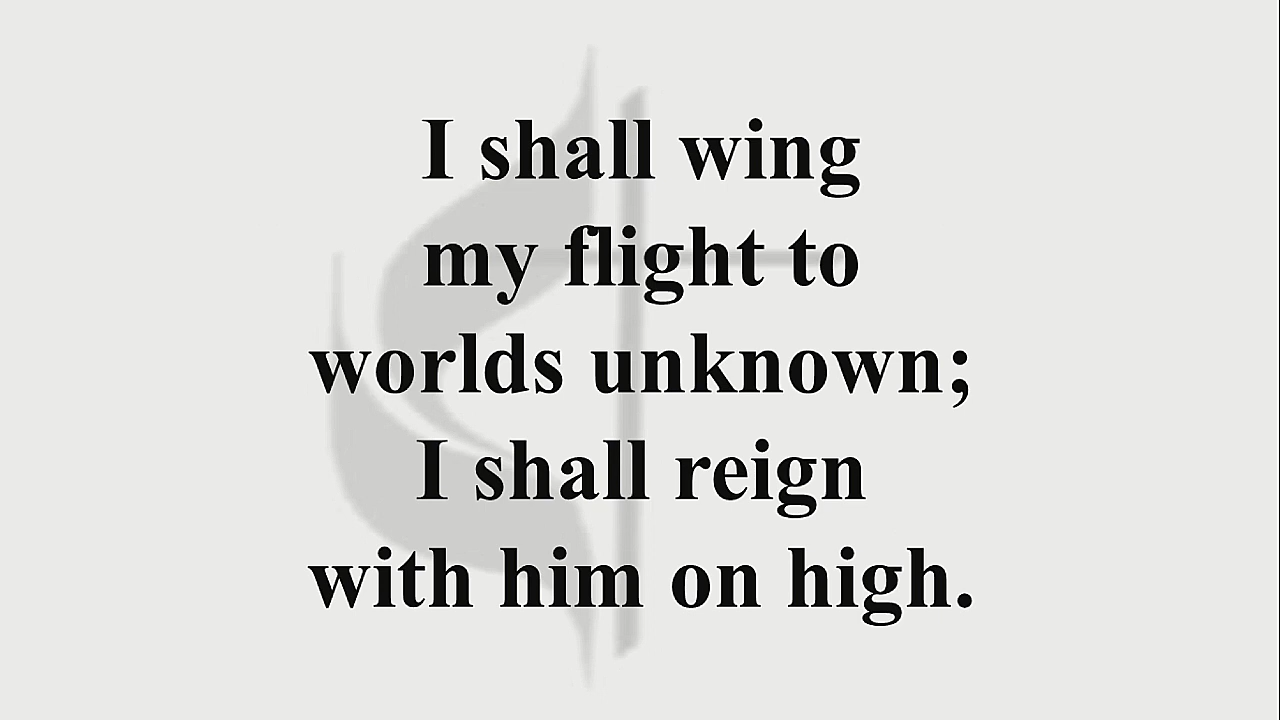 I shall wing
my flight to
worlds unknown;
I shall reign
with him on high.